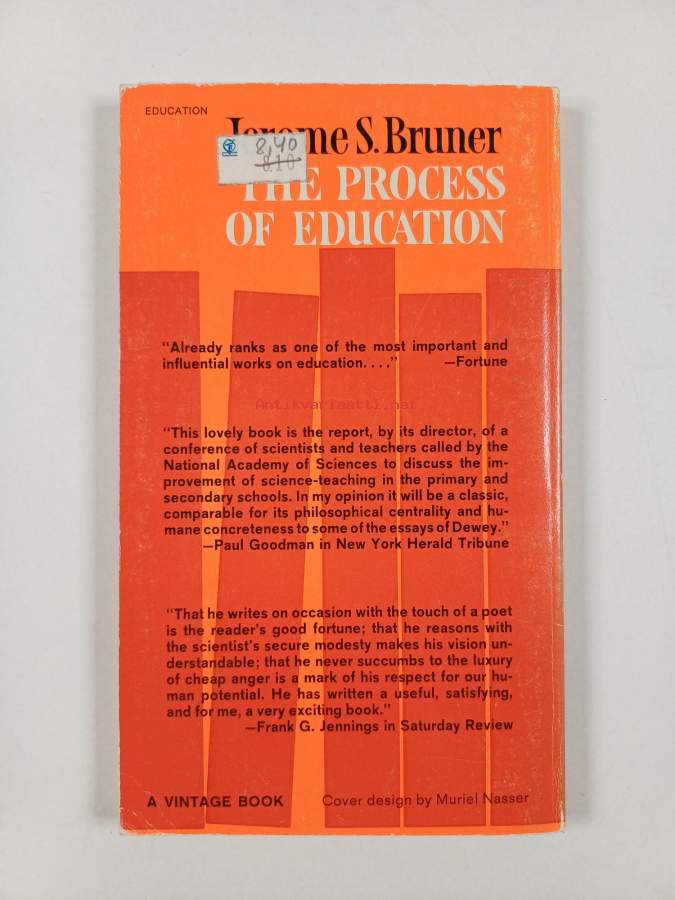 EDUCATION
Jerome S. Bruner
8,40
8.10
THE PROCESS
OF EDUCATION
"Already ranks as one of the most important and
influential works on education. . . ." —Fortune
Antikvariaatti.net
"This lovely book is the report, by its director, of a
conference of scientists and teachers called by the
National Academy of Sciences to discuss the im-
provement of science-teaching in the primary and
secondary schools. In my opinion it will be a classic,
comparable for its philosophical centrality and hu-
mane concreteness to some of the essays of Dewey."
—Paul Goodman in New York Herald Tribune
"That he writes on occasion with the touch of a poet
is the reader's good fortune; that he reasons with
the scientist's secure modesty makes his vision un-
derstandable; that he never succumbs to the luxury
of cheap anger is a mark of his respect for our hu-
man potential. He has written a useful, satisfying,
and for me, a very exciting book."
—Frank G. Jennings in Saturday Review
A VINTAGE BOOK Cover design by Muriel Nasser